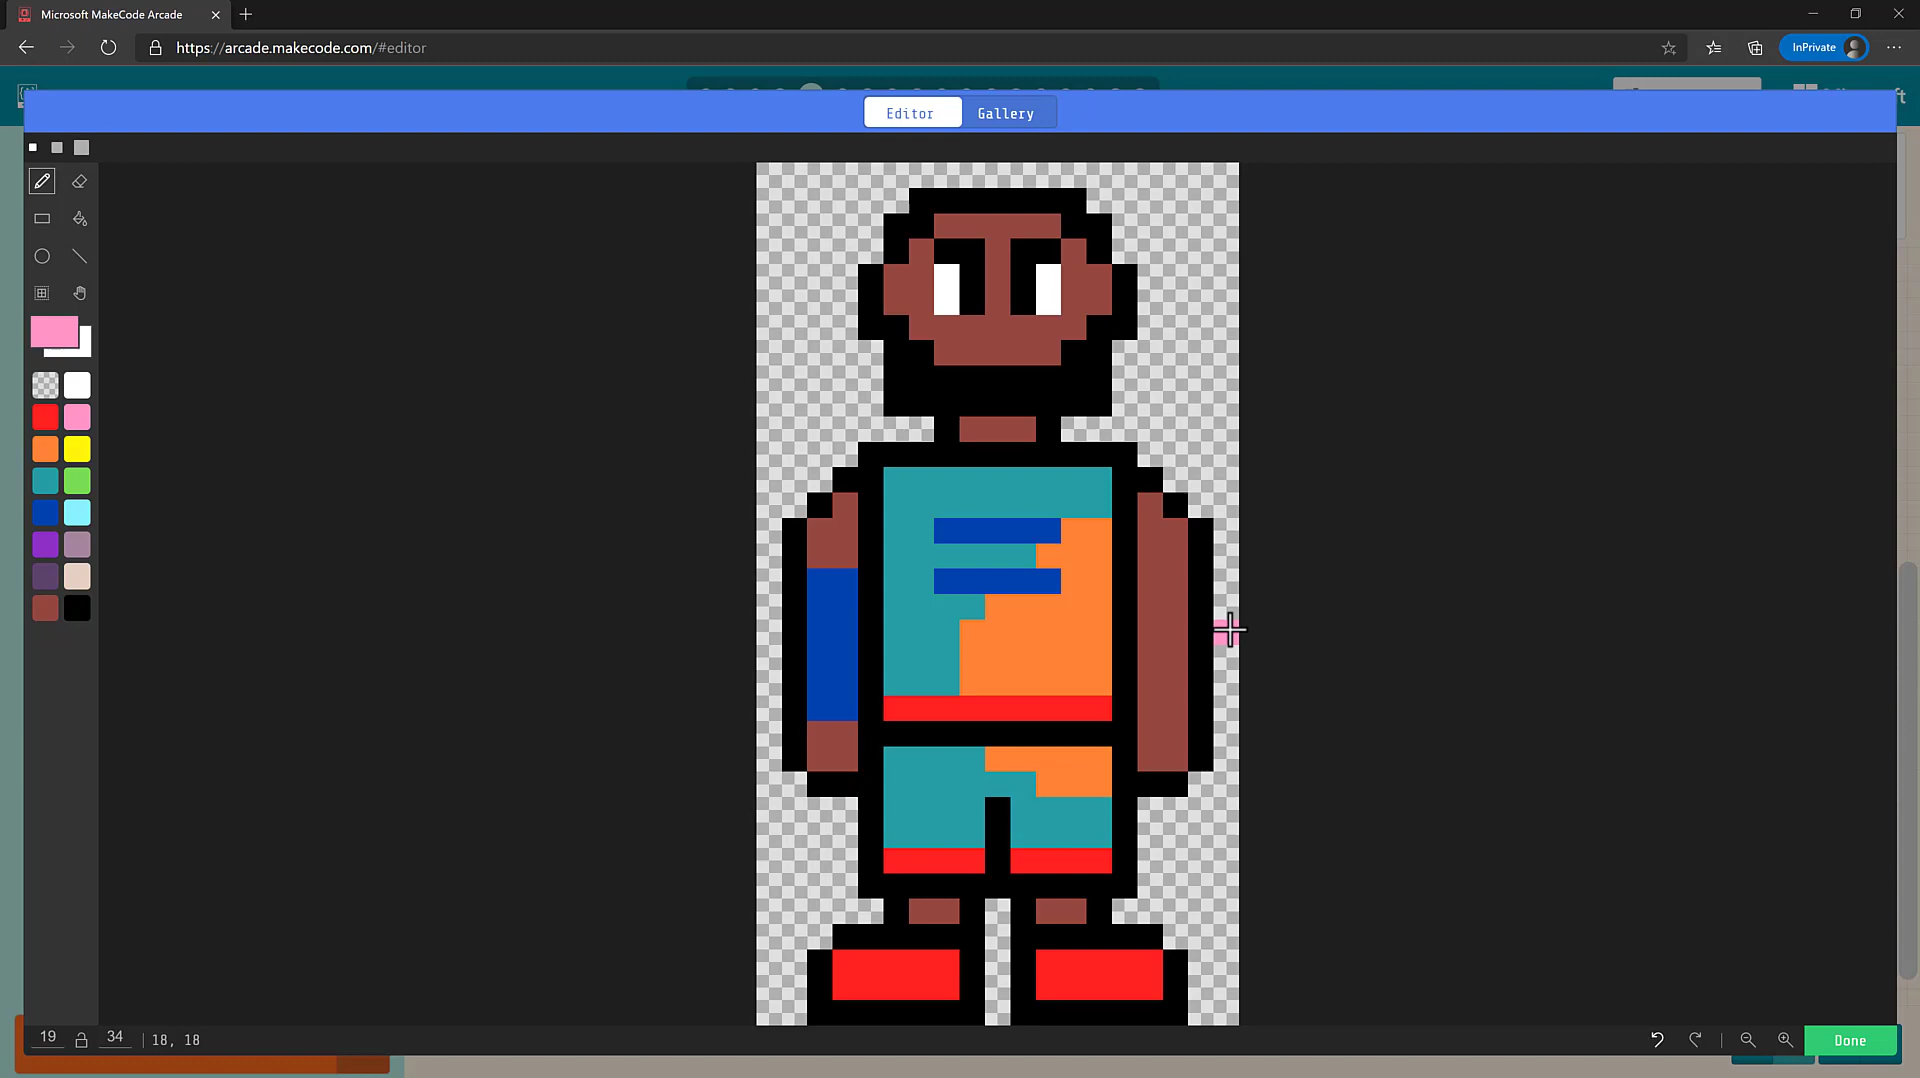 Microsoft MakeCode Arcade
https://arcade.makecode.com/#editor
InPrivate
Editor
Gallery
19
34
18, 18
Done